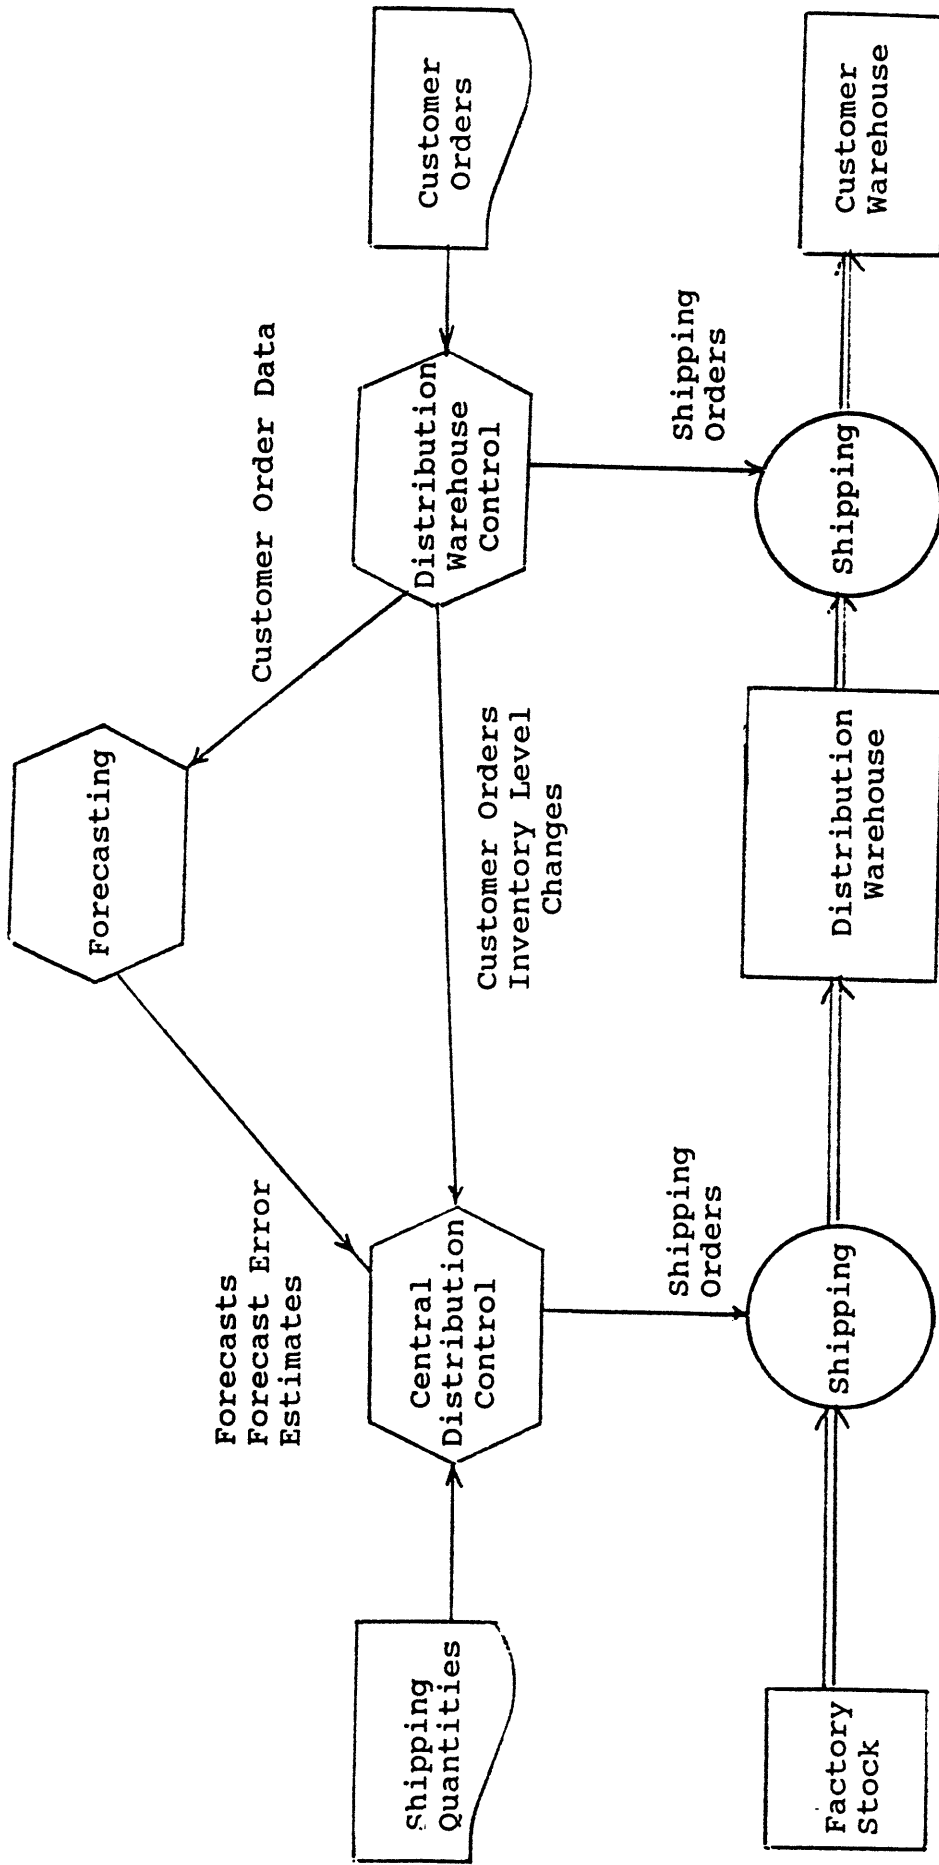 Forecasting
Customer Order Data
Forecasts
Forecast Error
Estimates
Shipping
Quantities
Central
Distribution
Control
Customer Orders
Inventory Level
Changes
Distribution
Warehouse
Control
Customer
Orders
Shipping
Orders
Shipping
Orders
Factory
Stock
Shipping
Distribution
Warehouse
Shipping
Customer
Warehouse